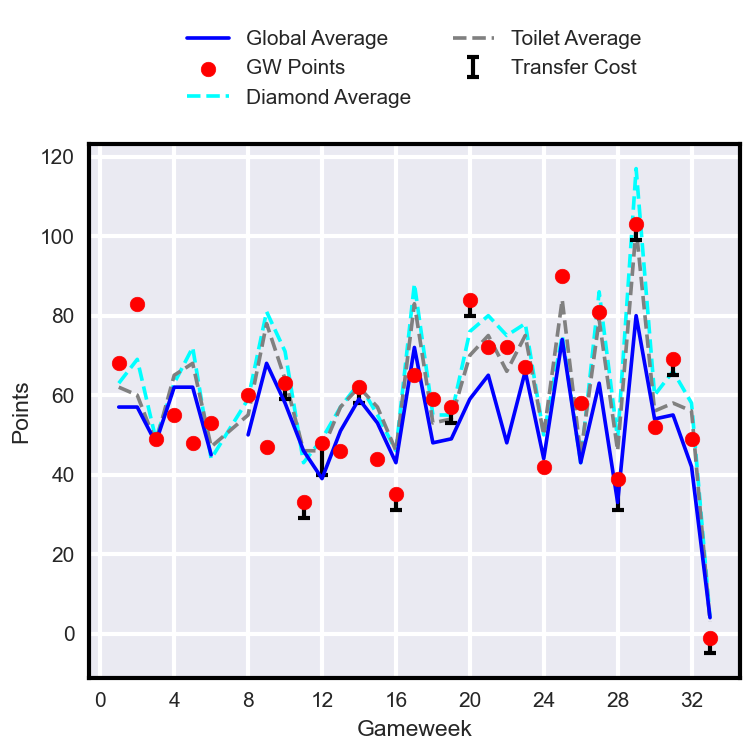 Global Average
GW Points
Diamond Average
Toilet Average
Transfer Cost
120
100
80
60
40
20
0
Points
0 4 8 12 16 20 24 28 32
Gameweek